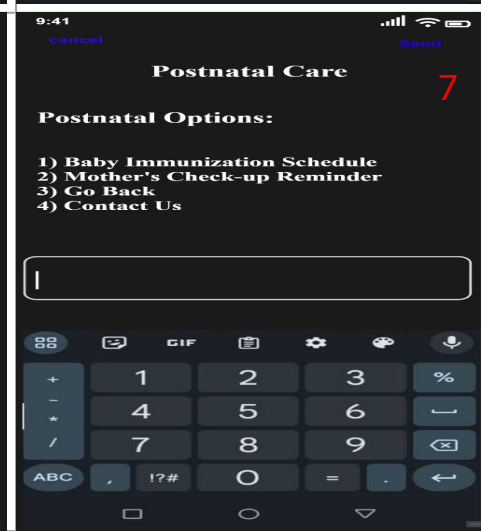 9:41
cancel
Send
Postnatal Care
7
Postnatal Options:
1) Baby Immunization Schedule
2) Mother's Check-up Reminder
3) Go Back
4) Contact Us
GIF
+ 1 2 3 %
-
* 4 5 6
/ 7 8 9
ABC , !?# 0 = .